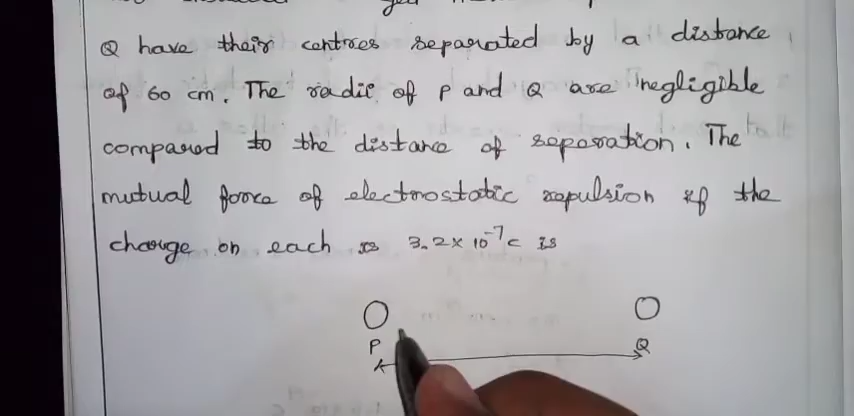 Q have their centres separated by a distance
of 60 cm. The radii of P and Q are negligible
compared to the distance of separation. The
mutual force of electrostatic repulsion if the
charge on each is 3.2 × 10⁻⁷ C is
P Q